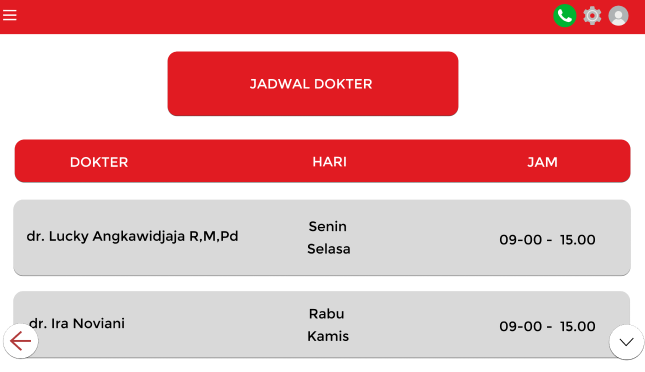 JADWAL DOKTER
DOKTER HARI JAM
dr. Lucky Angkawidjaja R,M,Pd
Senin
Selasa
09-00 - 15.00
dr. Ira Noviani
Rabu
Kamis
09-00 - 15.00